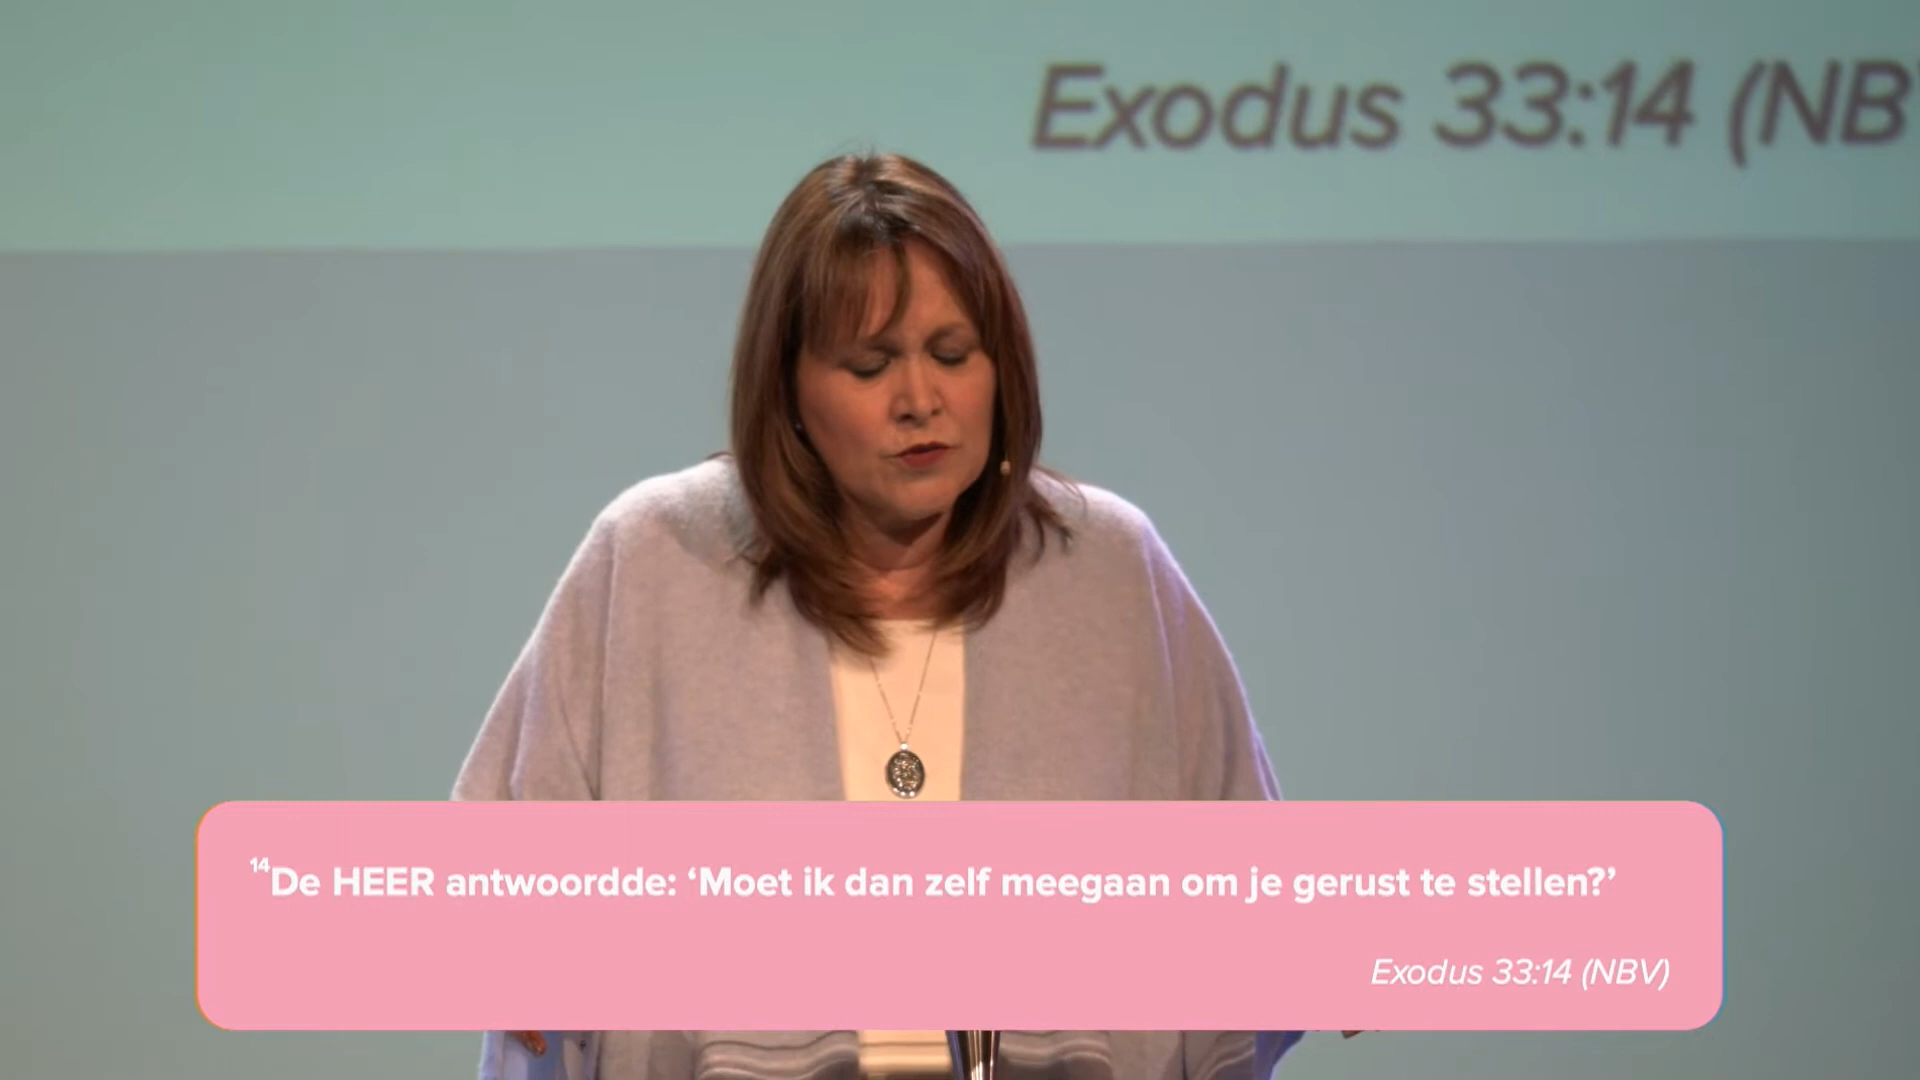 Exodus 33:14 (NB
¹⁴De HEER antwoordde: ‘Moet ik dan zelf meegaan om je gerust te stellen?’
Exodus 33:14 (NBV)